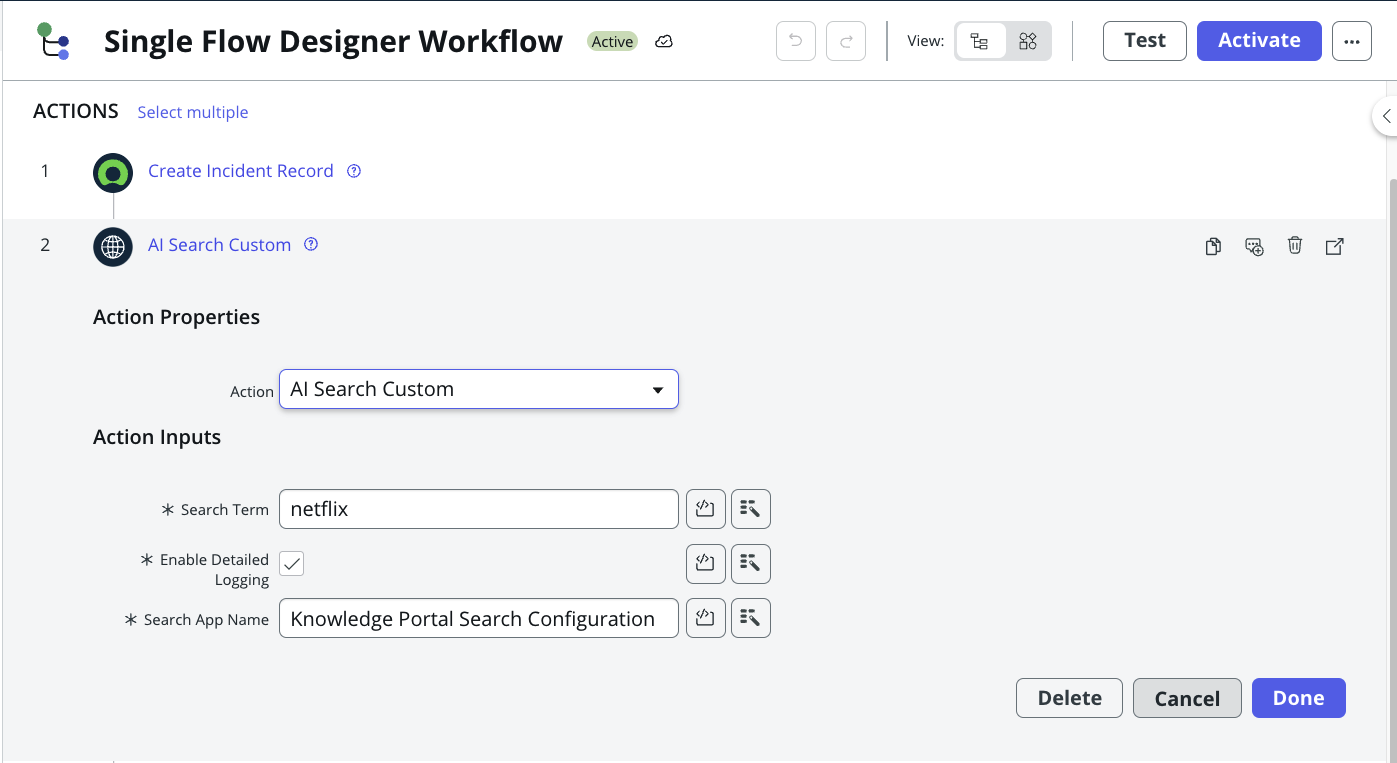 Single Flow Designer Workflow Active View: Test Activate
ACTIONS Select multiple
1 Create Incident Record
2 AI Search Custom
Action Properties
Action AI Search Custom
Action Inputs
* Search Term netflix
* Enable Detailed
Logging
* Search App Name Knowledge Portal Search Configuration
Delete Cancel Done